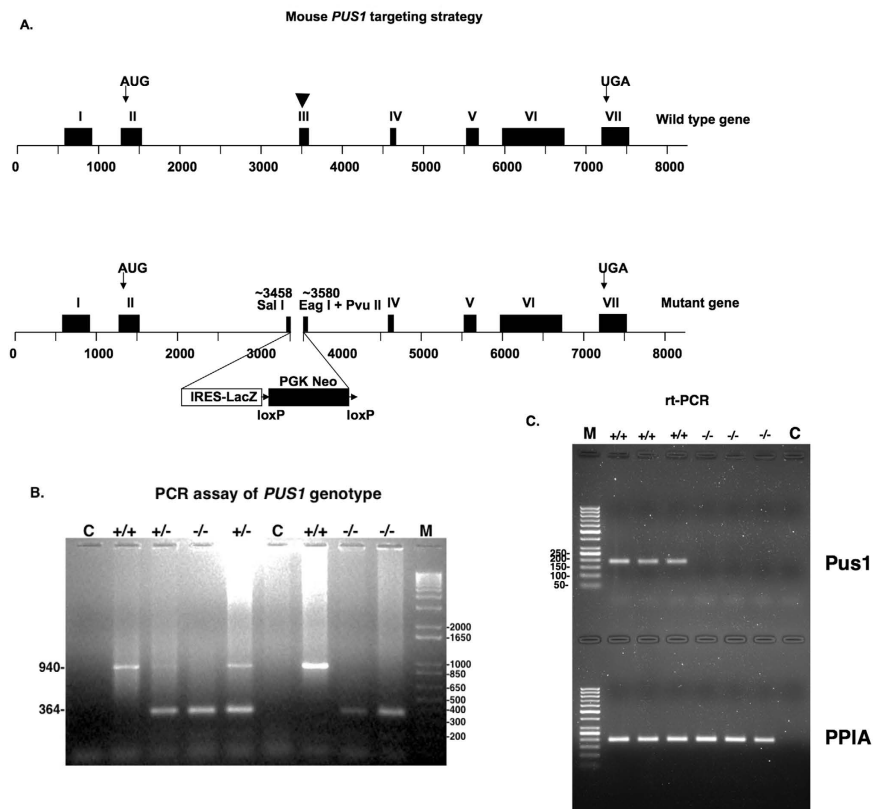 Mouse PUS1 targeting strategy
A.
AUG UGA
I II III IV V VI VII Wild type gene
0 1000 2000 3000 4000 5000 6000 7000 8000
AUG ~3458 ~3580 UGA
I II Sal I Eag I + Pvu II IV V VI VII Mutant gene
0 1000 2000 3000 4000 5000 6000 7000 8000
PGK Neo
IRES-LacZ
loxP loxP
B. PCR assay of PUS1 genotype
C +/+ +/- -/- +/- C +/+ -/- -/- M
940-
364-
-2000
-1650
-1000
-850
-650
-500
-400
-300
-200
rt-PCR
C.
M +/+ +/+ +/+ -/- -/- -/- C
250-
200-
150-
100-
50-
Pus1
PPIA